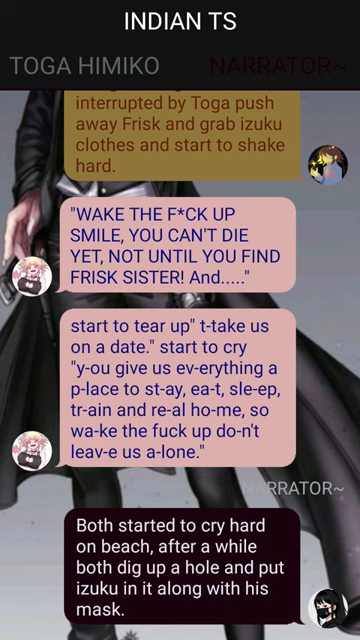 INDIAN TS
TOGA HIMIKO NARRATOR~
interrupted by Toga push
away Frisk and grab izuku
clothes and start to shake
hard.
"WAKE THE F*CK UP
SMILE, YOU CAN'T DIE
YET, NOT UNTIL YOU FIND
FRISK SISTER! And....."
start to tear up" t-take us
on a date." start to cry
"y-ou give us ev-erything a
p-lace to st-ay, ea-t, sle-ep,
tr-ain and re-al ho-me, so
wa-ke the fuck up do-n't
leav-e us a-lone."
NARRATOR~
Both started to cry hard
on beach, after a while
both dig up a hole and put
izuku in it along with his
mask.